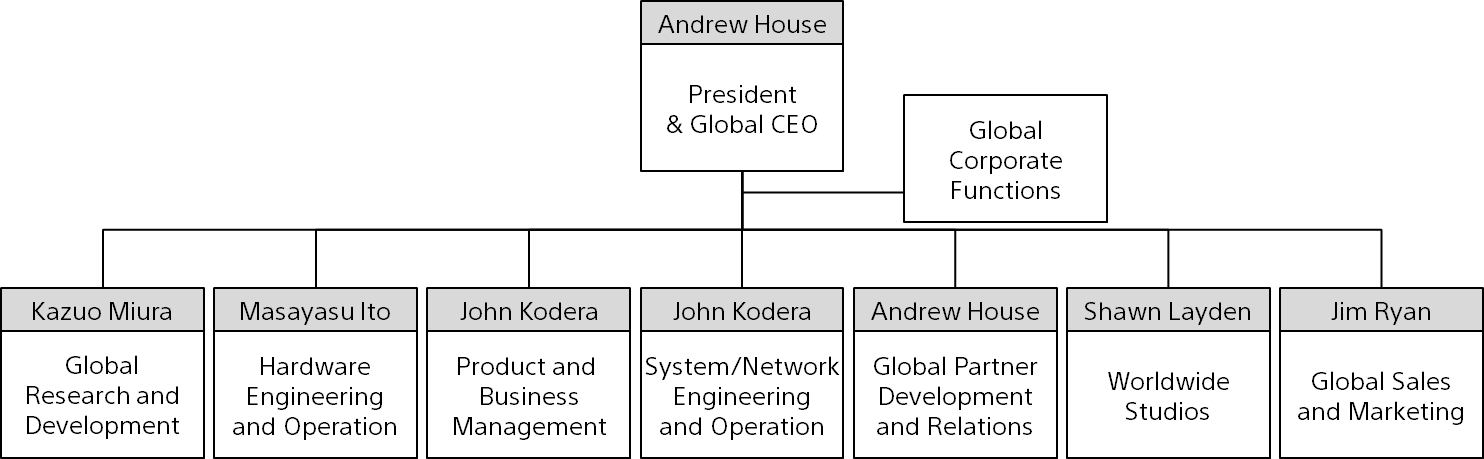 Andrew House
President
& Global CEO
Global
Corporate
Functions
Kazuo Miura
Global
Research and
Development
Masayasu Ito
Hardware
Engineering
and Operation
John Kodera
Product and
Business
Management
John Kodera
System/Network
Engineering
and Operation
Andrew House
Global Partner
Development
and Relations
Shawn Layden
Worldwide
Studios
Jim Ryan
Global Sales
and Marketing